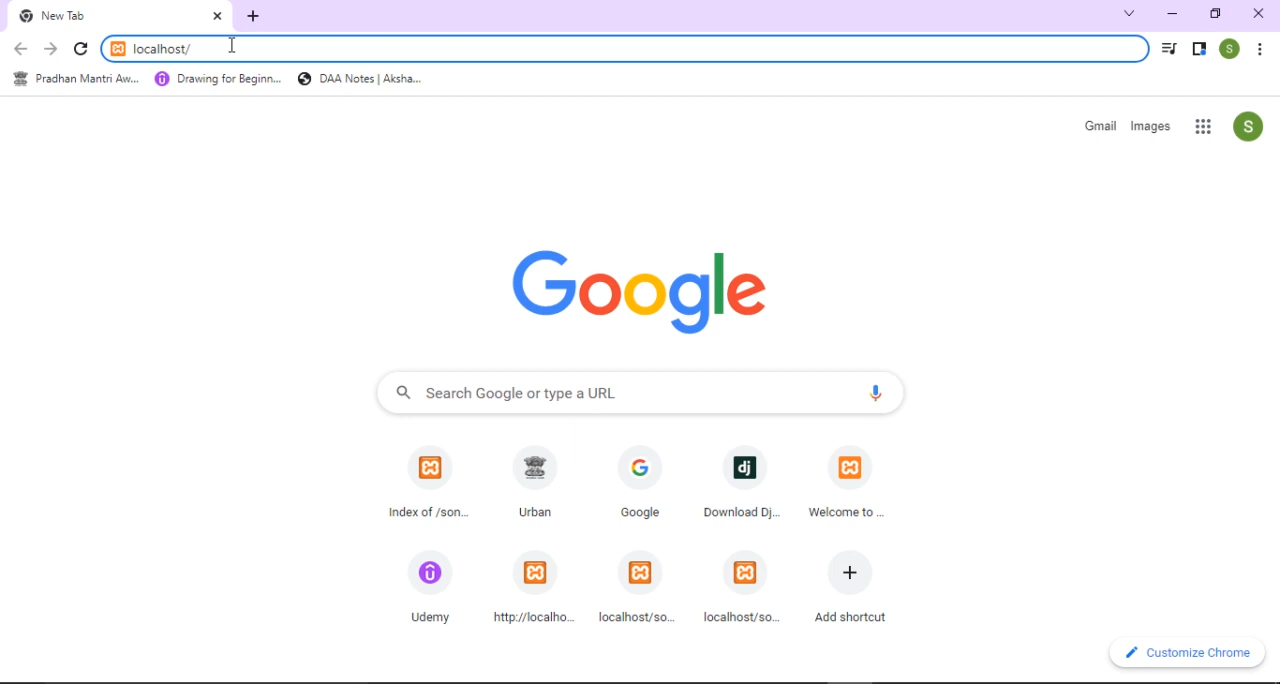 New Tab
localhost/
Pradhan Mantri Aw... Drawing for Beginn... DAA Notes | Aksha...
S
Gmail Images S
Google
Search Google or type a URL
dj
Index of /son... Urban Google Download Dj... Welcome to ...
Udemy http://localho... localhost/so... localhost/so... Add shortcut
Customize Chrome